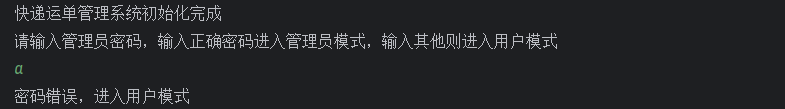 快递运单管理系统初始化完成
请输入管理员密码，输入正确密码进入管理员模式，输入其他则进入用户模式
a
密码错误，进入用户模式